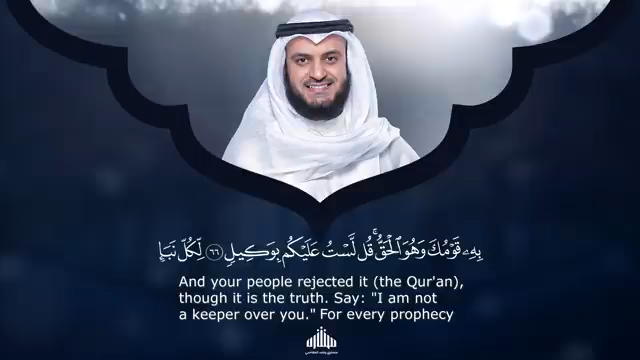 بِهِۦ قَوْمُكَ وَهُوَ ٱلْحَقُّ ۚ قُل لَّسْتُ عَلَيْكُم بِوَكِيلٍ ﴿٦٦﴾ لِّكُلِّ نَبَإٍ
And your people rejected it (the Qur'an),
though it is the truth. Say: "I am not
a keeper over you." For every prophecy